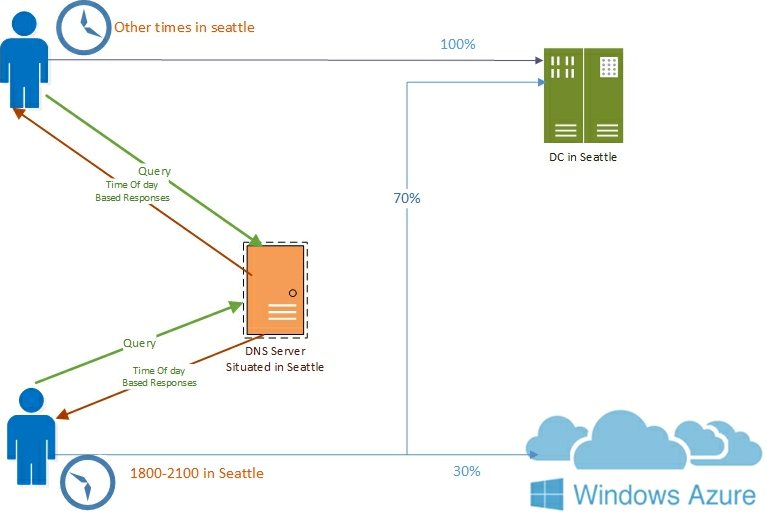 Other times in seattle
100%
DC in Seattle
Query
Time Of day
Based Responses
70%
DNS Server
Situated in Seattle
Query
Time Of day
Based Responses
1800-2100 in Seattle
30%
Windows Azure